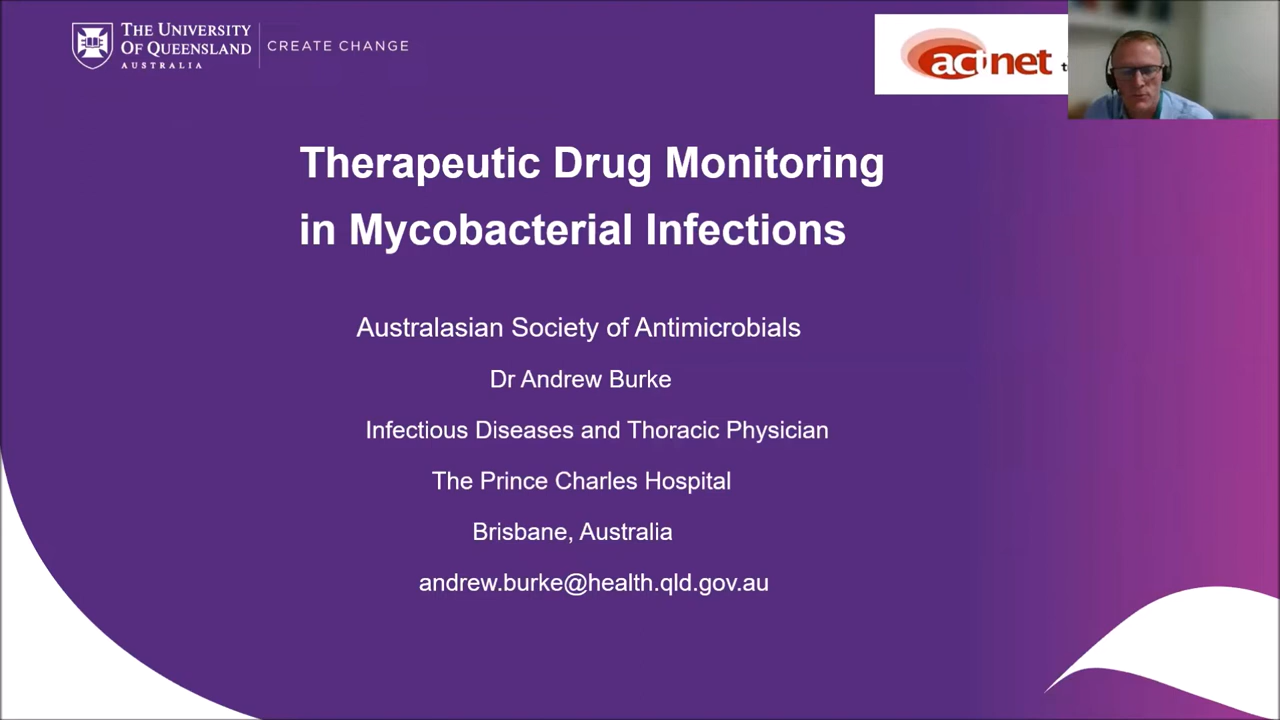 THE UNIVERSITY
OF QUEENSLAND
AUSTRALIA
CREATE CHANGE
actnet
Therapeutic Drug Monitoring
in Mycobacterial Infections
Australasian Society of Antimicrobials
Dr Andrew Burke
Infectious Diseases and Thoracic Physician
The Prince Charles Hospital
Brisbane, Australia
andrew.burke@health.qld.gov.au